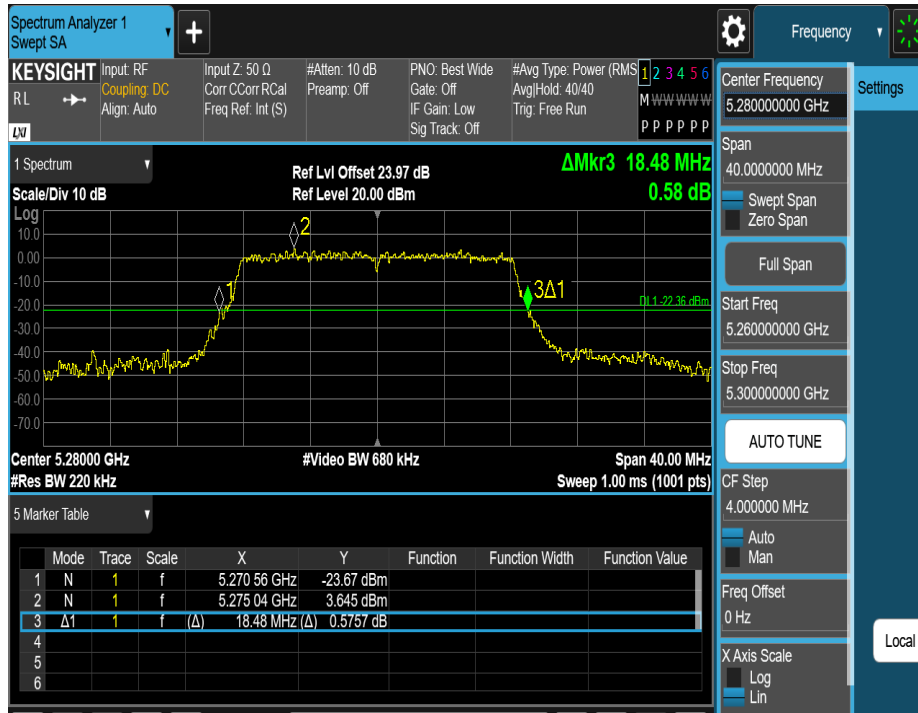 Spectrum Analyzer 1
Swept SA
+
Frequency
KEYSIGHT
RL
LXI
Input: RF
Coupling: DC
Align: Auto
Input Z: 50 Ω
Corr CCorr RCal
Freq Ref: Int (S)
#Atten: 10 dB
Preamp: Off
PNO: Best Wide
Gate: Off
IF Gain: Low
Sig Track: Off
#Avg Type: Power (RMS
Avg|Hold: 40/40
Trig: Free Run
1 2 3 4 5 6
M W W W W W
P P P P P P
1 Spectrum
Scale/Div 10 dB
Ref Lvl Offset 23.97 dB
Ref Level 20.00 dBm
ΔMkr3 18.48 MHz
0.58 dB
Log
10.0
0.00
-10.0
-20.0
-30.0
-40.0
-50.0
-60.0
-70.0
2
1
3Δ1
DL1 -22.36 dBm
Center 5.28000 GHz
#Res BW 220 kHz
#Video BW 680 kHz
Span 40.00 MHz
Sweep 1.00 ms (1001 pts)
5 Marker Table
Mode Trace Scale X Y Function Function Width Function Value
1 N 1 f 5.270 56 GHz -23.67 dBm
2 N 1 f 5.275 04 GHz 3.645 dBm
3 Δ1 1 f (Δ) 18.48 MHz (Δ) 0.5757 dB
4
5
6
Center Frequency
5.280000000 GHz
Settings
Span
40.0000000 MHz
Swept Span
Zero Span
Full Span
Start Freq
5.260000000 GHz
Stop Freq
5.300000000 GHz
AUTO TUNE
CF Step
4.000000 MHz
Auto
Man
Freq Offset
0 Hz
Local
X Axis Scale
Log
Lin